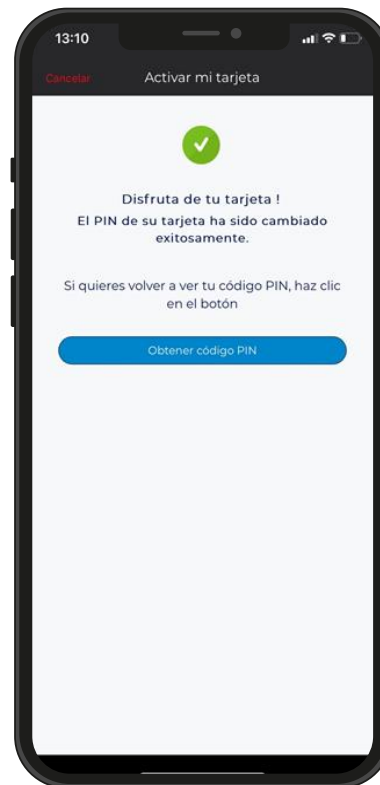 13:10
Cancelar Activar mi tarjeta
Disfruta de tu tarjeta !
El PIN de su tarjeta ha sido cambiado
exitosamente.
Si quieres volver a ver tu código PIN, haz clic
en el botón
Obtener código PIN